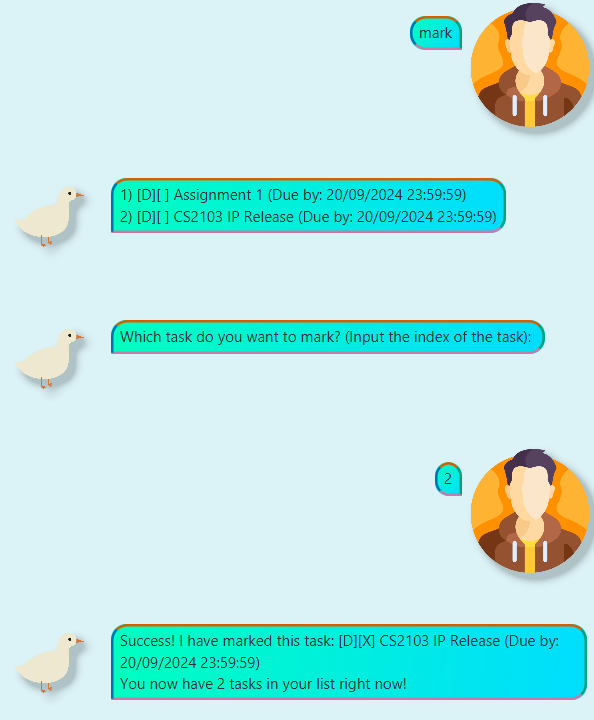 mark
1) [D][ ] Assignment 1 (Due by: 20/09/2024 23:59:59)
2) [D][ ] CS2103 IP Release (Due by: 20/09/2024 23:59:59)
Which task do you want to mark? (Input the index of the task):
2
Success! I have marked this task: [D][X] CS2103 IP Release (Due by:
20/09/2024 23:59:59)
You now have 2 tasks in your list right now!